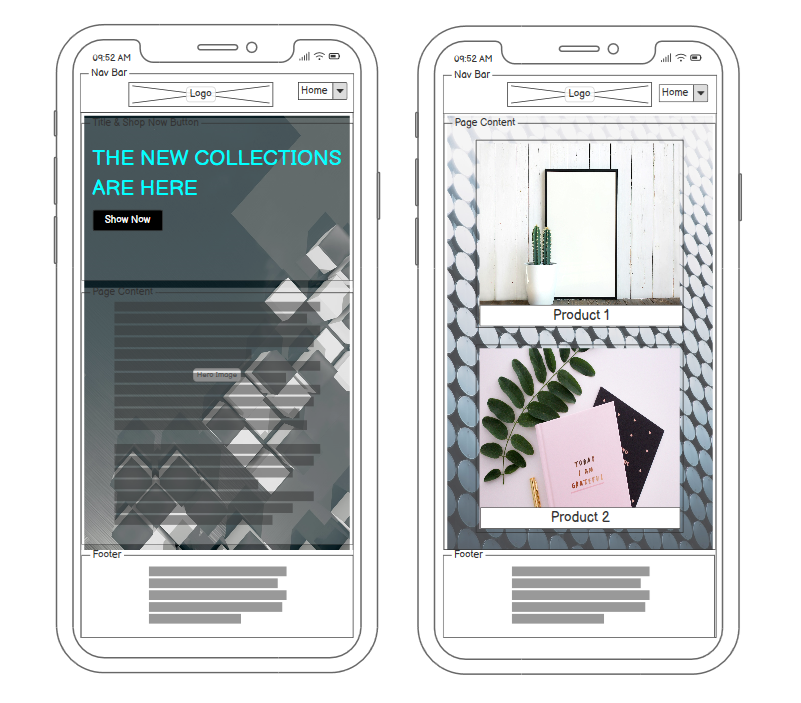 09:52 AM
Nav Bar
Logo
Home
Title & Shop Now Button
THE NEW COLLECTIONS
ARE HERE
Show Now
Page Content
Hero Image
Footer
09:52 AM
Nav Bar
Logo
Home
Page Content
Product 1
TODAY
I AM
GRATEFUL
Product 2
Footer